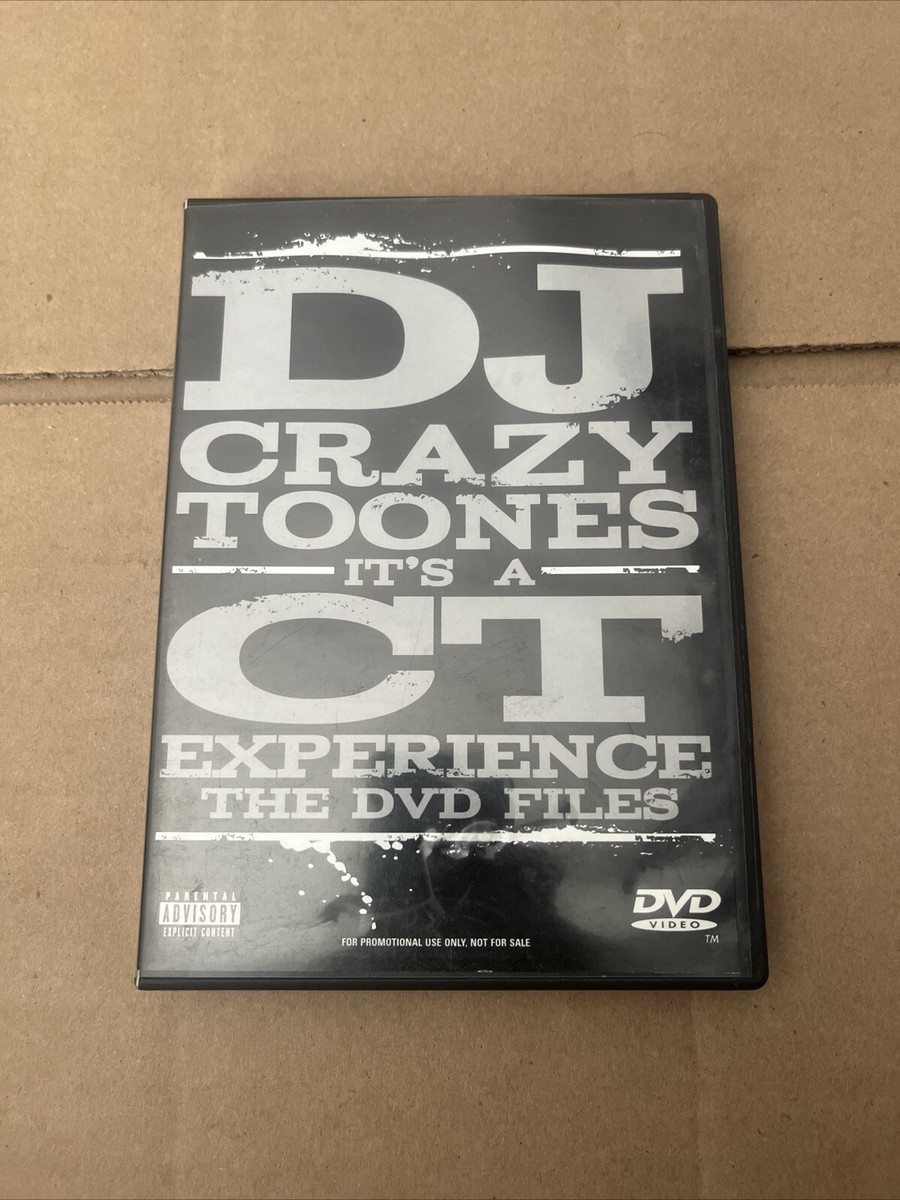 DJ
CRAZY
TOONES
IT'S A
CT
EXPERIENCE
THE DVD FILES
PARENTAL
ADVISORY
EXPLICIT CONTENT
FOR PROMOTIONAL USE ONLY, NOT FOR SALE
DVD
VIDEO
TM